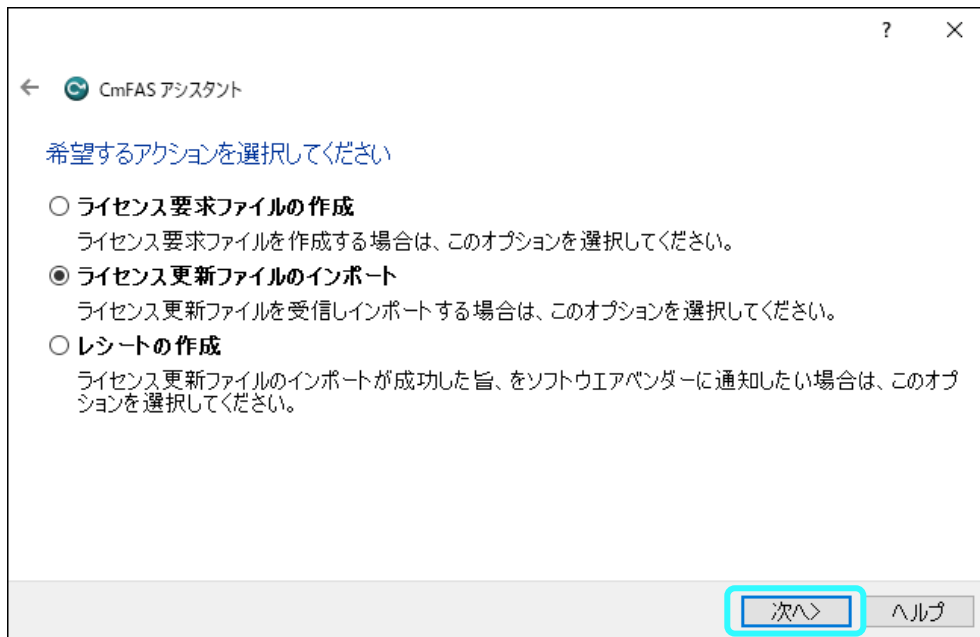 ?
CmFAS アシスタント
希望するアクションを選択してください
ライセンス要求ファイルの作成
ライセンス要求ファイルを作成する場合は、このオプションを選択してください。
ライセンス更新ファイルのインポート
ライセンス更新ファイルを受信しインポートする場合は、このオプションを選択してください。
レシートの作成
ライセンス更新ファイルのインポートが成功した旨、をソフトウエアベンダーに通知したい場合は、このオプ
ションを選択してください。
次へ> ヘルプ